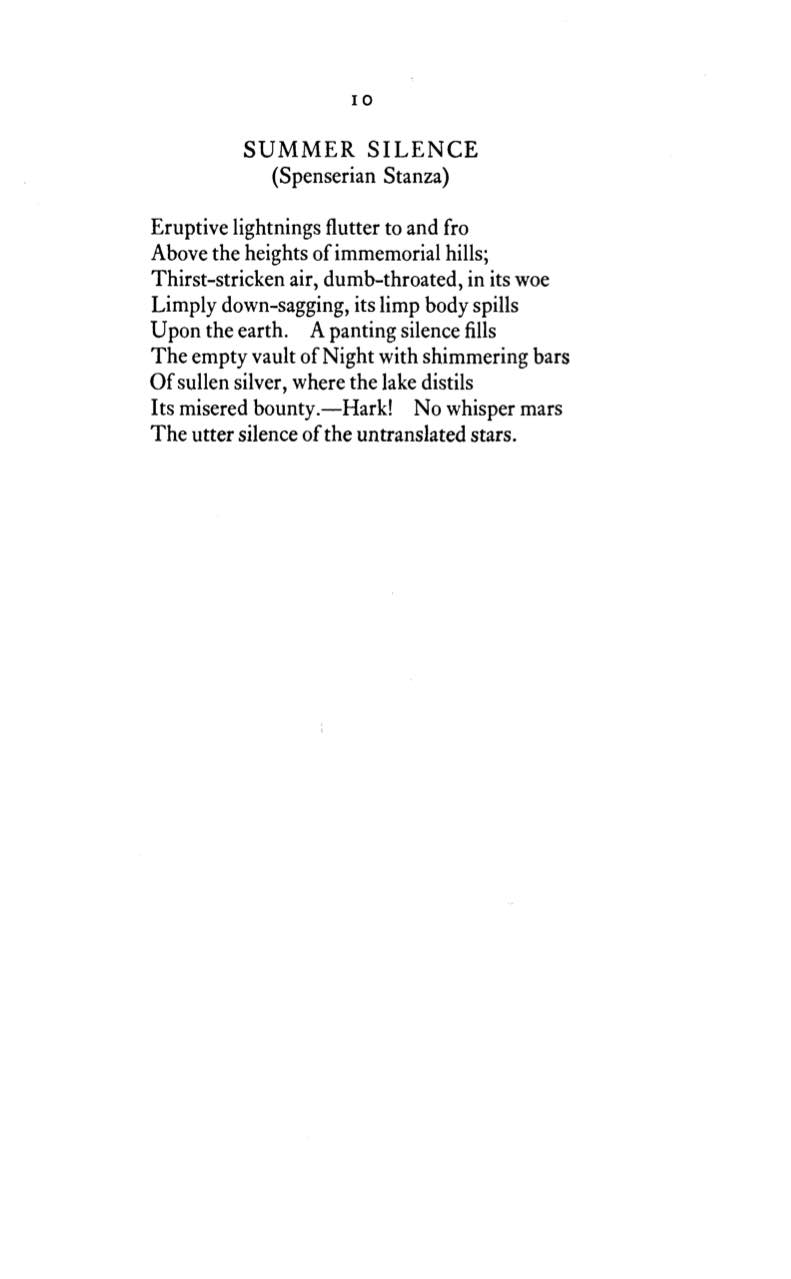 10
SUMMER SILENCE
(Spenserian Stanza)
Eruptive lightnings flutter to and fro
Above the heights of immemorial hills;
Thirst-stricken air, dumb-throated, in its woe
Limply down-sagging, its limp body spills
Upon the earth. A panting silence fills
The empty vault of Night with shimmering bars
Of sullen silver, where the lake distils
Its misered bounty.—Hark! No whisper mars
The utter silence of the untranslated stars.